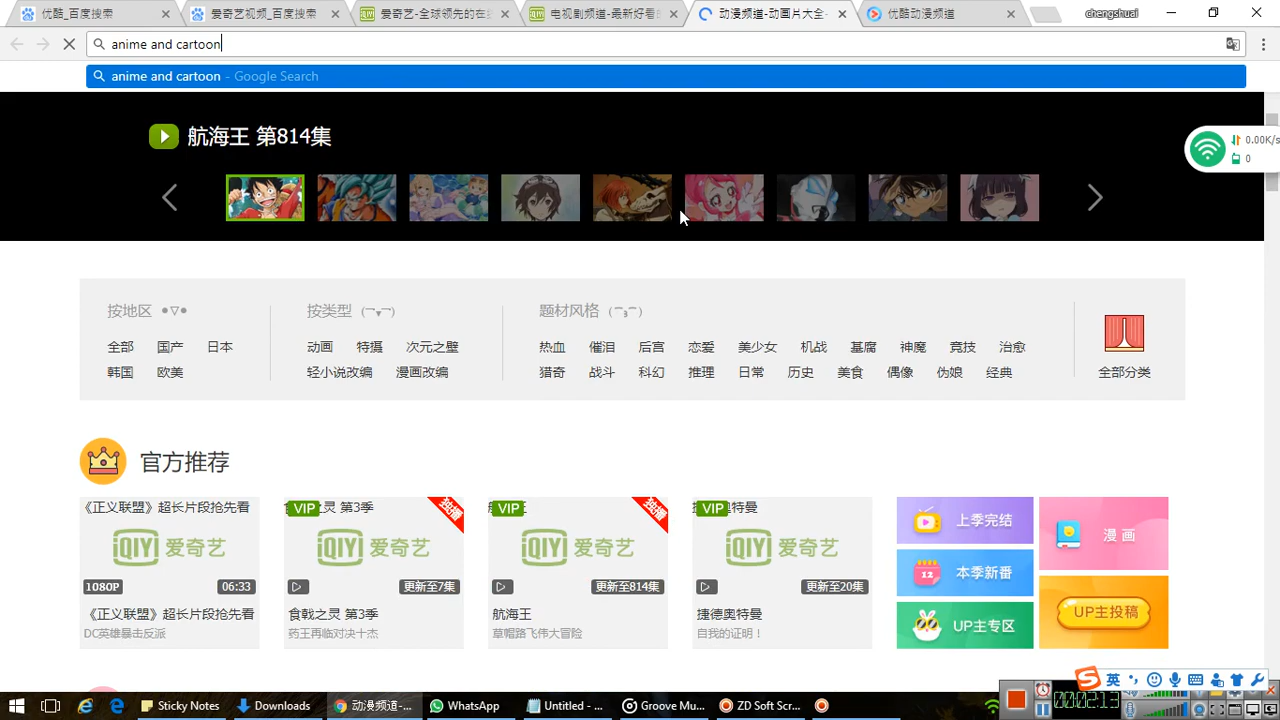 优酷_百度搜索
爱奇艺视频_百度搜索
爱奇艺-全球领先的在线
电视剧频道-最新好看的
动漫频道-动画片大全-
优酷动漫频道
chengshuai
anime and cartoon
anime and cartoon - Google Search
航海王 第814集
0.00K/s
0
按地区 •▽•
全部 国产 日本
韩国 欧美
按类型
动画 特摄 次元之壁
轻小说改编 漫画改编
题材风格
热血 催泪 后宫 恋爱 美少女 机战 基腐 神魔 竞技 治愈
猎奇 战斗 科幻 推理 日常 历史 美食 偶像 伪娘 经典
全部分类
官方推荐
《正义联盟》超长片段抢先看
QIY 爱奇艺
1080P 06:33
《正义联盟》超长片段抢先看
DC英雄暴击反派
VIP 之灵 第3季
独播
QIY 爱奇艺
更新至7集
食戟之灵 第3季
药王再临对决十杰
VIP
独播
QIY 爱奇艺
更新至814集
航海王
草帽路飞伟大冒险
VIP 奥特曼
QIY 爱奇艺
更新至20集
捷德奥特曼
自我的证明！
上季完结
12 本季新番
UP主专区
漫画
UP主投稿
英
Sticky Notes
Downloads
动漫频道-...
WhatsApp
Untitled - ...
Groove Mu...
ZD Soft Scr...
00:02:13